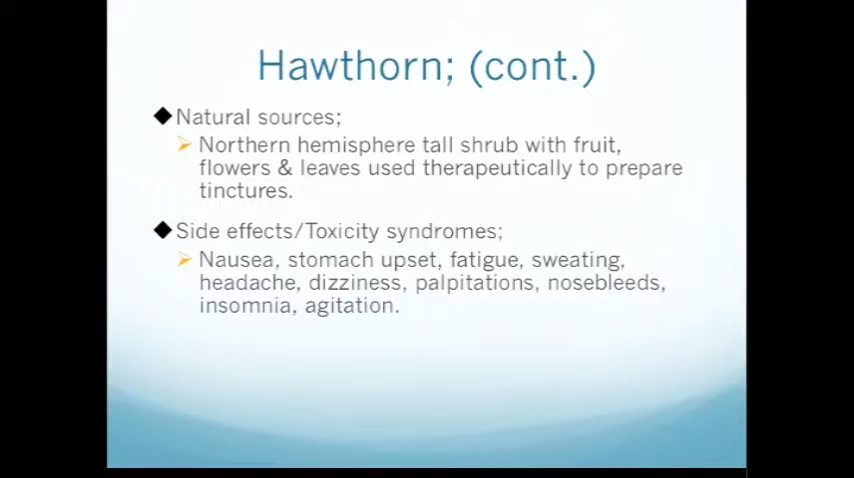 Hawthorn; (cont.)
Natural sources;
Northern hemisphere tall shrub with fruit,
flowers & leaves used therapeutically to prepare
tinctures.
Side effects/Toxicity syndromes;
Nausea, stomach upset, fatigue, sweating,
headache, dizziness, palpitations, nosebleeds,
insomnia, agitation.